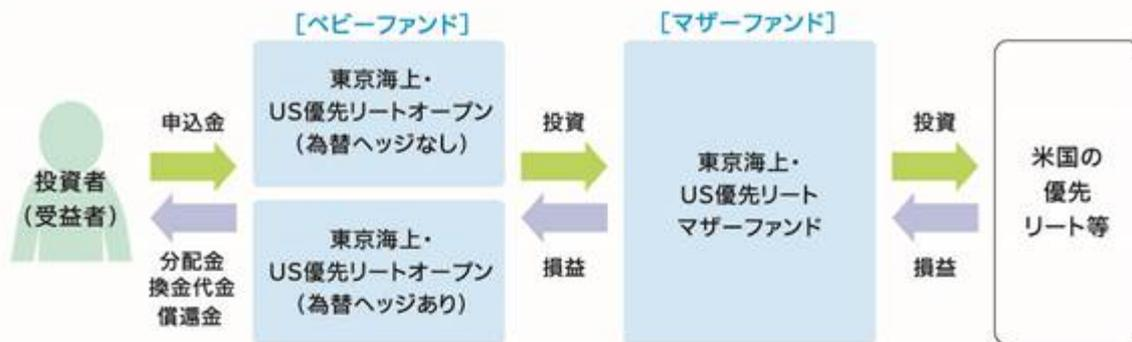 [ベビーファンド]
[マザーファンド]
投資者
(受益者)
申込金
分配金
換金代金
償還金
東京海上・
US優先リートオープン
(為替ヘッジなし)
東京海上・
US優先リートオープン
(為替ヘッジあり)
投資
損益
東京海上・
US優先リート
マザーファンド
投資
損益
米国の
優先
リート等